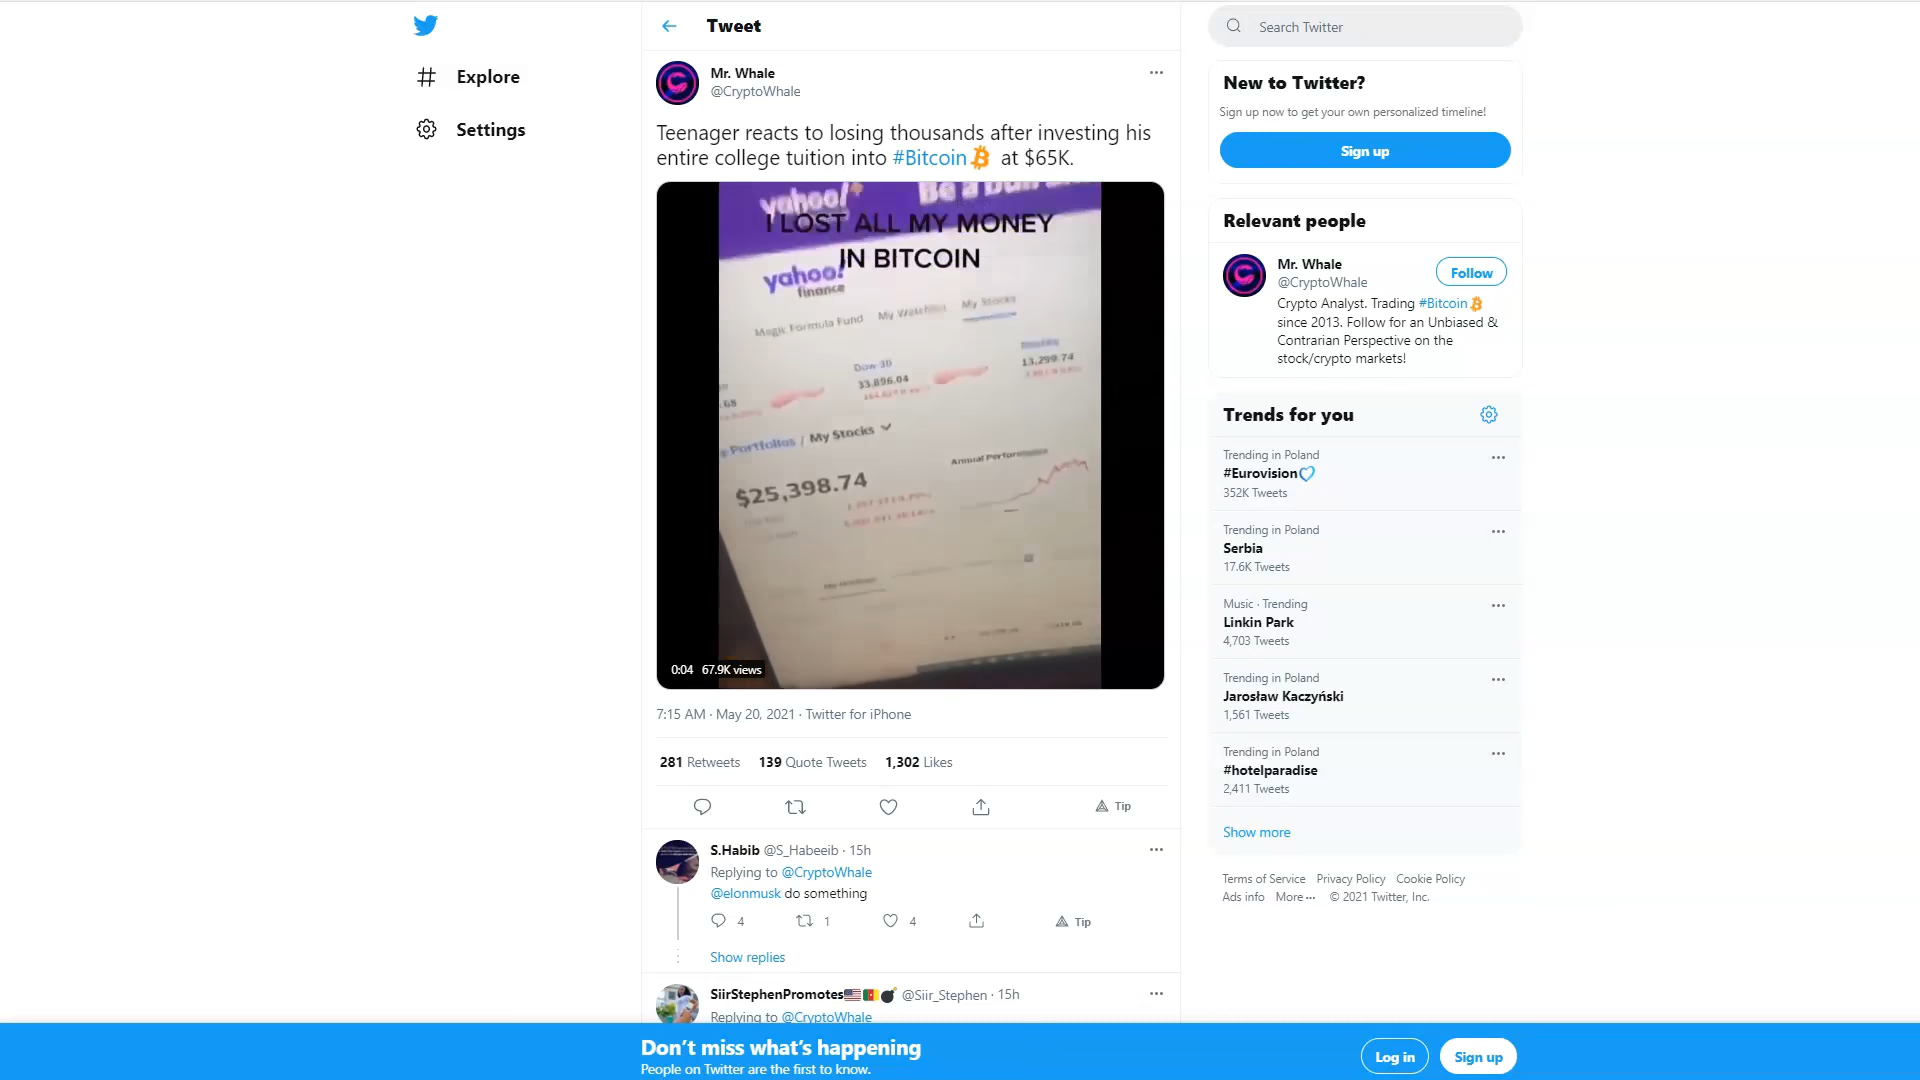 Explore
Settings
Tweet
Mr. Whale
@CryptoWhale
Teenager reacts to losing thousands after investing his
entire college tuition into #Bitcoin at $65K.
yahoo!
Be a
I LOST ALL MY MONEY
IN BITCOIN
yahoo!
finance
Magic Formula Fund My Watchlist My Stocks
Dow 30
33,896.04
13,299.74
.68
Portfolios / My Stocks
Annual Performance
$25,398.74
0:04 67.9K views
7:15 AM · May 20, 2021 · Twitter for iPhone
281 Retweets 139 Quote Tweets 1,302 Likes
Tip
S.Habib @S_Habeeib · 15h
Replying to @CryptoWhale
@elonmusk do something
4 1 4 Tip
Show replies
SiirStephenPromotes @Siir_Stephen · 15h
Replying to @CryptoWhale
Search Twitter
New to Twitter?
Sign up now to get your own personalized timeline!
Sign up
Relevant people
Mr. Whale
@CryptoWhale
Follow
Crypto Analyst. Trading #Bitcoin
since 2013. Follow for an Unbiased &
Contrarian Perspective on the
stock/crypto markets!
Trends for you
Trending in Poland
#Eurovision
352K Tweets
Trending in Poland
Serbia
17.6K Tweets
Music · Trending
Linkin Park
4,703 Tweets
Trending in Poland
Jarosław Kaczyński
1,561 Tweets
Trending in Poland
#hotelparadise
2,411 Tweets
Show more
Terms of Service Privacy Policy Cookie Policy
Ads info More ··· © 2021 Twitter, Inc.
Don't miss what's happening
People on Twitter are the first to know.
Log in
Sign up